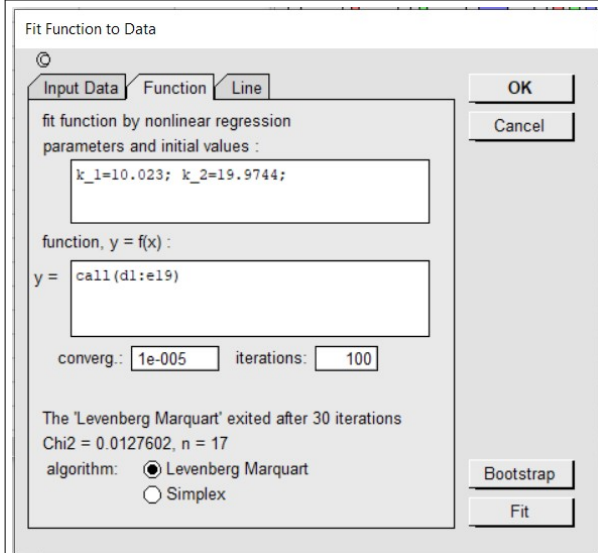 Fit Function to Data
©
Input Data Function Line
OK
Cancel
fit function by nonlinear regression
parameters and initial values :
k_1=10.023; k_2=19.9744;
function, y = f(x) :
y = call(d1:e19)
converg.: 1e-005 iterations: 100
The 'Levenberg Marquart' exited after 30 iterations
Chi2 = 0.0127602, n = 17
algorithm: Levenberg Marquart
Simplex
Bootstrap
Fit